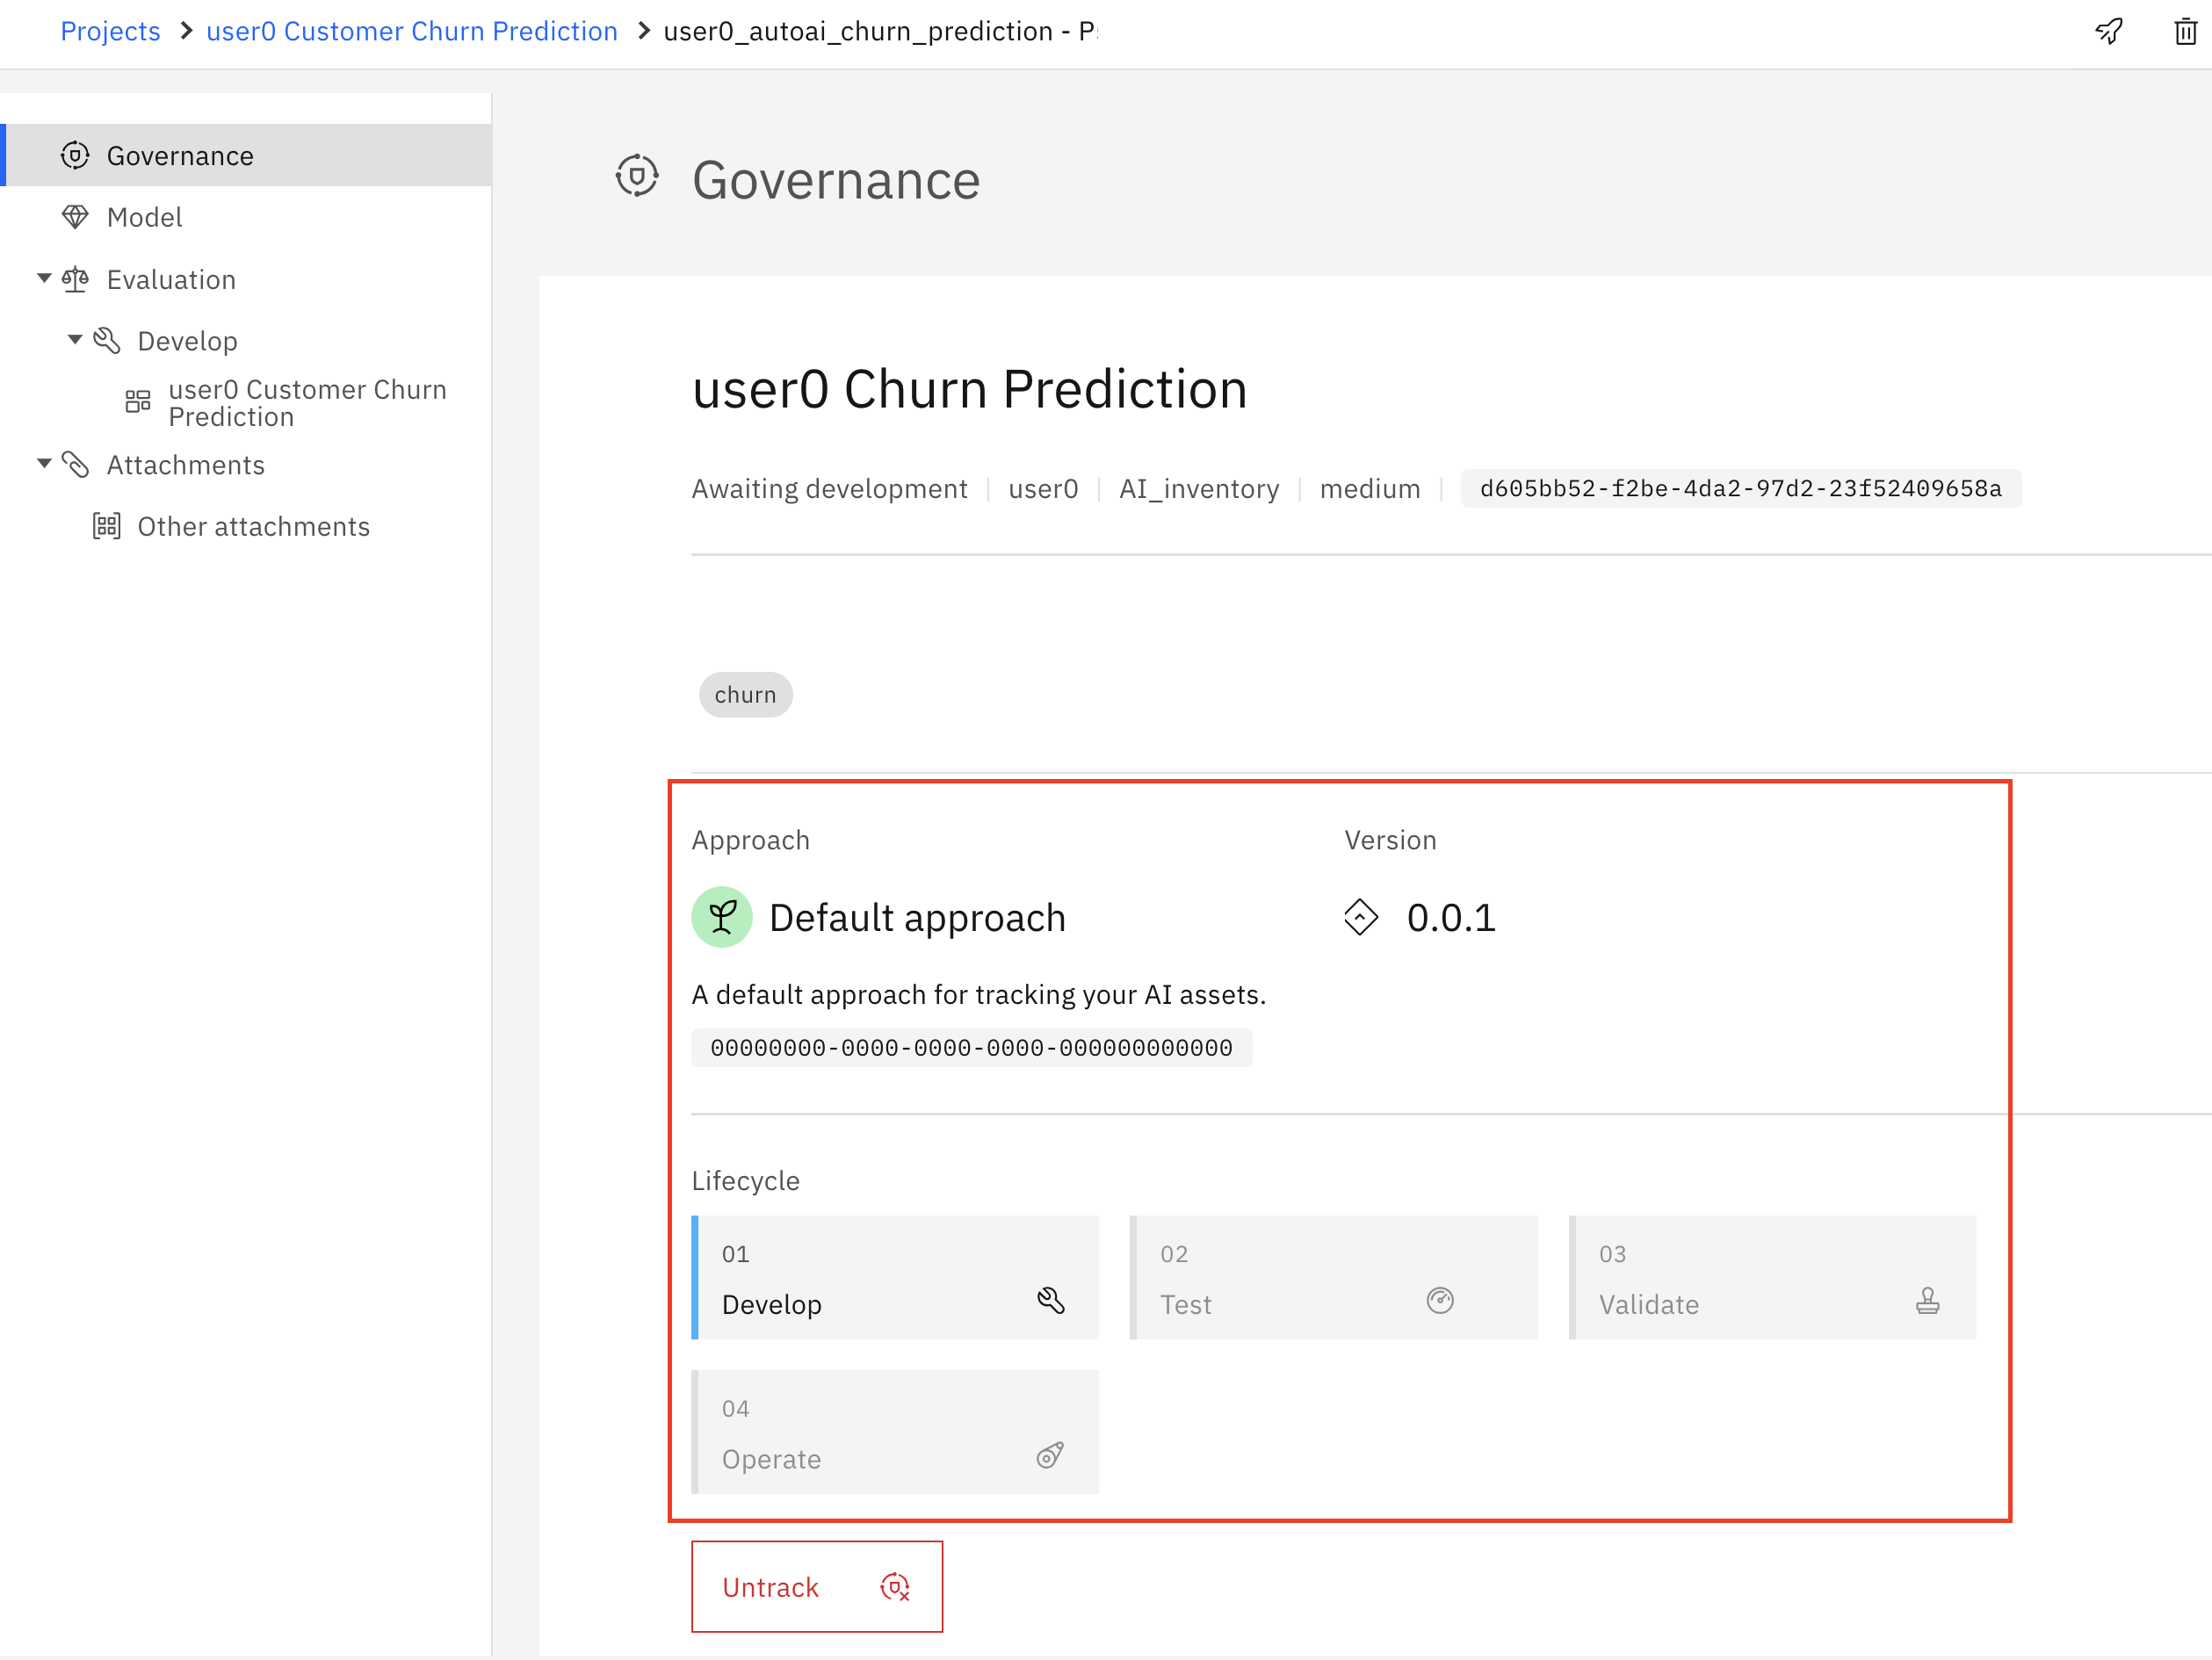 Projects > user0 Customer Churn Prediction > user0_autoai_churn_prediction - P
Governance
Model
Evaluation
Develop
user0 Customer Churn
Prediction
Attachments
Other attachments
Governance
user0 Churn Prediction
Awaiting development | user0 | AI_inventory | medium | d605bb52-f2be-4da2-97d2-23f52409658a
churn
Approach
Default approach
A default approach for tracking your AI assets.
00000000-0000-0000-0000-000000000000
Version
0.0.1
Lifecycle
01
Develop
02
Test
03
Validate
04
Operate
Untrack